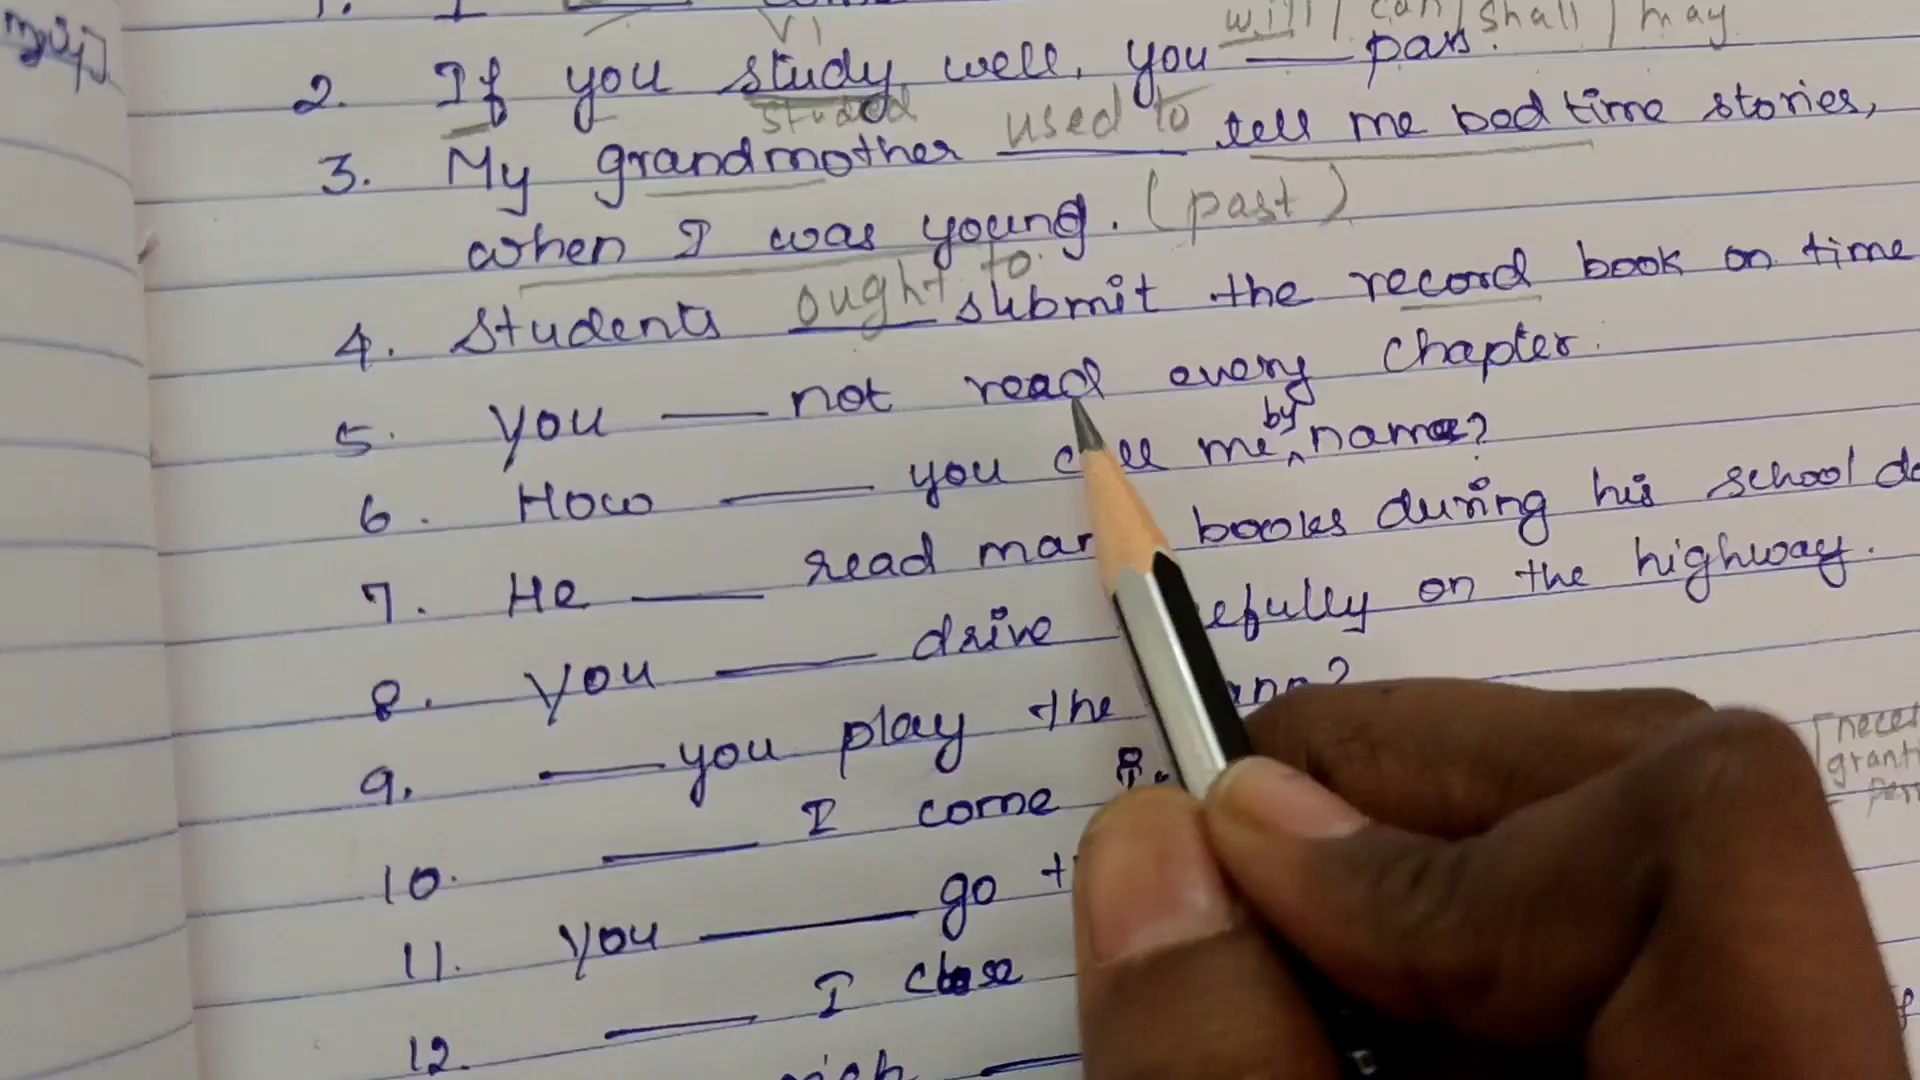 will / can / shall / may
2. If you study well, you ___ pass.
V1
studied
used to
3. My grandmother ___ tell me bed time stories,
when I was young. (past)
ought to
4. Students ___ submit the record book on time
5. You ___ not read every chapter.
by
6. How ___ you call me ^ name?
7. He ___ read many books during his school
8. You ___ drive carefully on the highway.
9. ___ you play the piano?
10. ___ I come
11. You ___ go
12. ___ I close